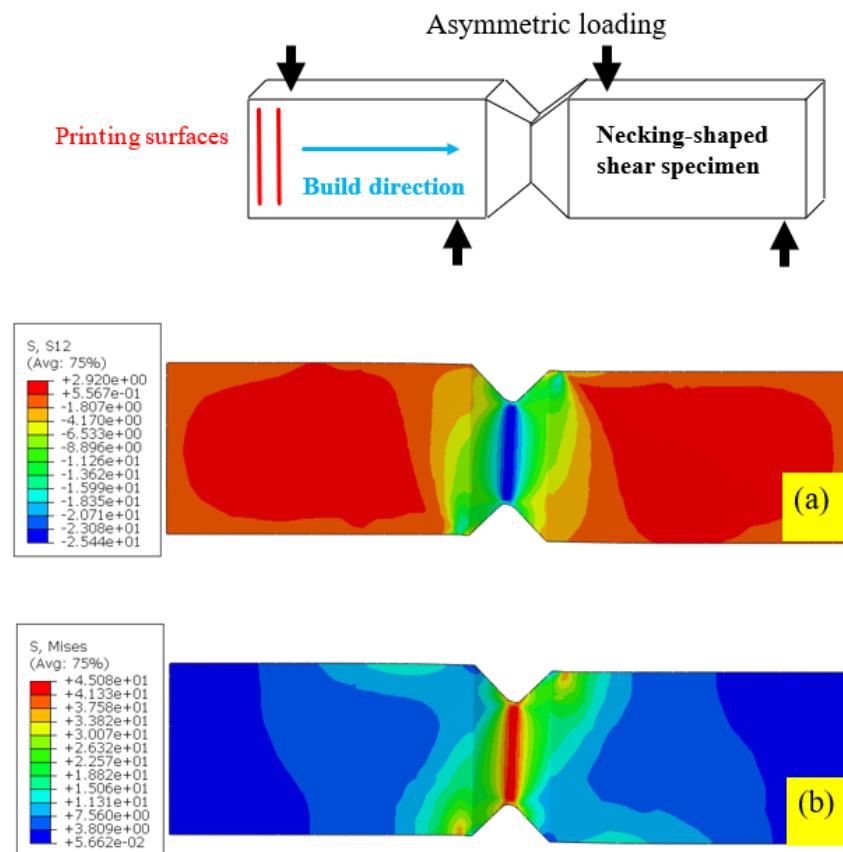 Asymmetric loading
Printing surfaces
Build direction
Necking-shaped
shear specimen
S, S12
(Avg: 75%)
+2.920e+00
+5.567e-01
-1.807e+00
-4.170e+00
-6.533e+00
-8.896e+00
-1.126e+01
-1.362e+01
-1.599e+01
-1.835e+01
-2.071e+01
-2.308e+01
-2.544e+01
(a)
S, Mises
(Avg: 75%)
+4.508e+01
+4.133e+01
+3.758e+01
+3.382e+01
+3.007e+01
+2.632e+01
+2.257e+01
+1.882e+01
+1.506e+01
+1.131e+01
+7.560e+00
+3.809e+00
+5.662e-02
(b)